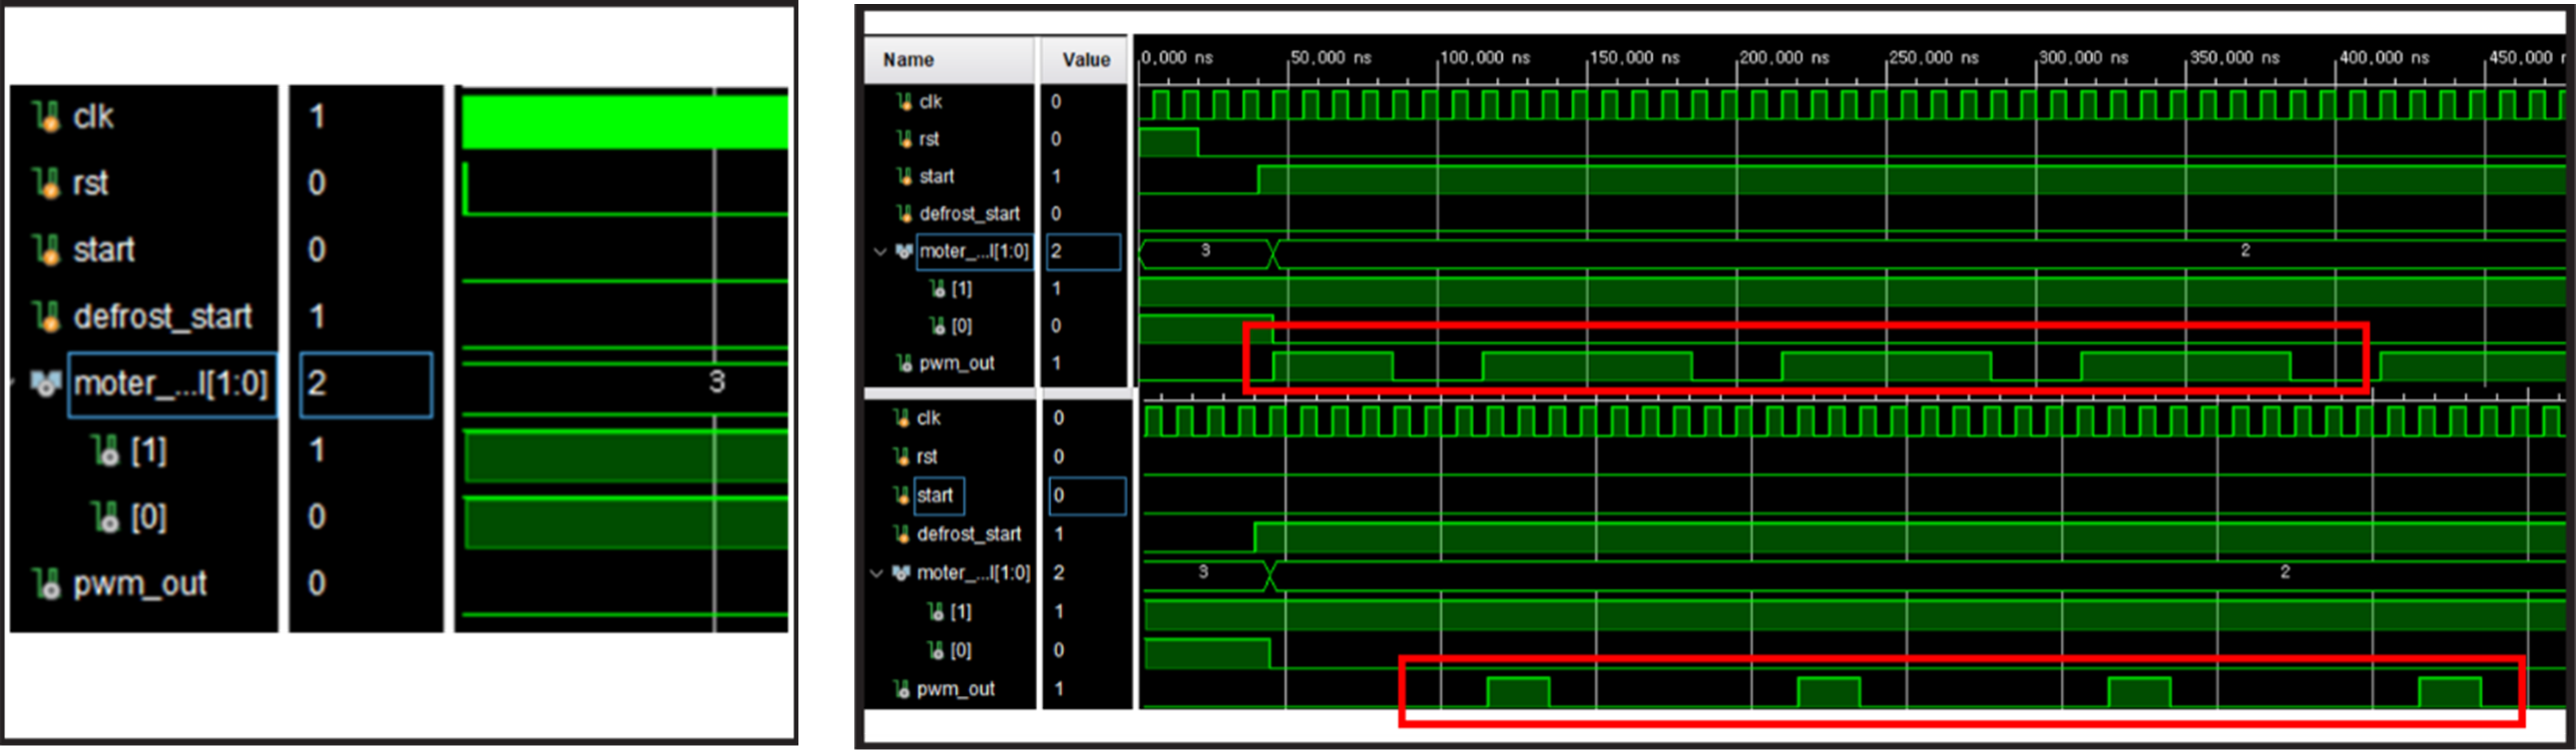 clk 1
rst 0
start 0
defrost_start 1
moter_...l[1:0] 2 3
[1] 1
[0] 0
pwm_out 0
Name Value 0,000 ns 50,000 ns 100,000 ns 150,000 ns 200,000 ns 250,000 ns 300,000 ns 350,000 ns 400,000 ns 450,000 n
clk 0
rst 0
start 1
defrost_start 0
moter_...l[1:0] 2 3 2
[1] 1
[0] 0
pwm_out 1
clk 0
rst 0
start 0
defrost_start 1
moter_...l[1:0] 2 3 2
[1] 1
[0] 0
pwm_out 1